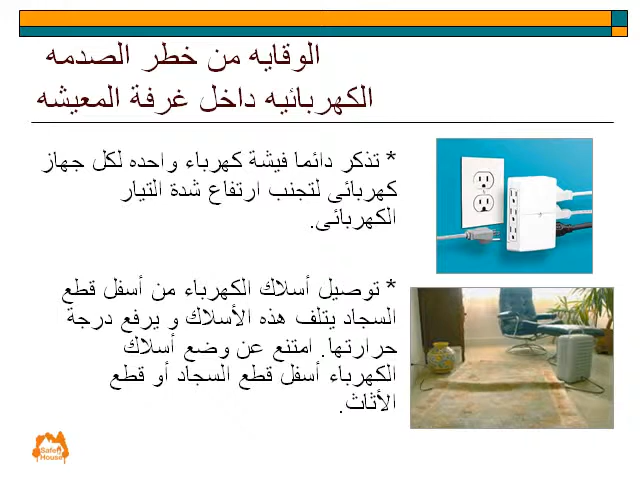 الوقايه من خطر الصدمه
الكهربائيه داخل غرفة المعيشه
* تذكر دائما فيشة كهرباء واحده لكل جهاز
كهربائى لتجنب ارتفاع شدة التيار
الكهربائى.
* توصيل أسلاك الكهرباء من أسفل قطع
السجاد يتلف هذه الأسلاك و يرفع درجة
حرارتها. امتنع عن وضع أسلاك
الكهرباء أسفل قطع السجاد أو قطع
الأثاث.
Safe
House